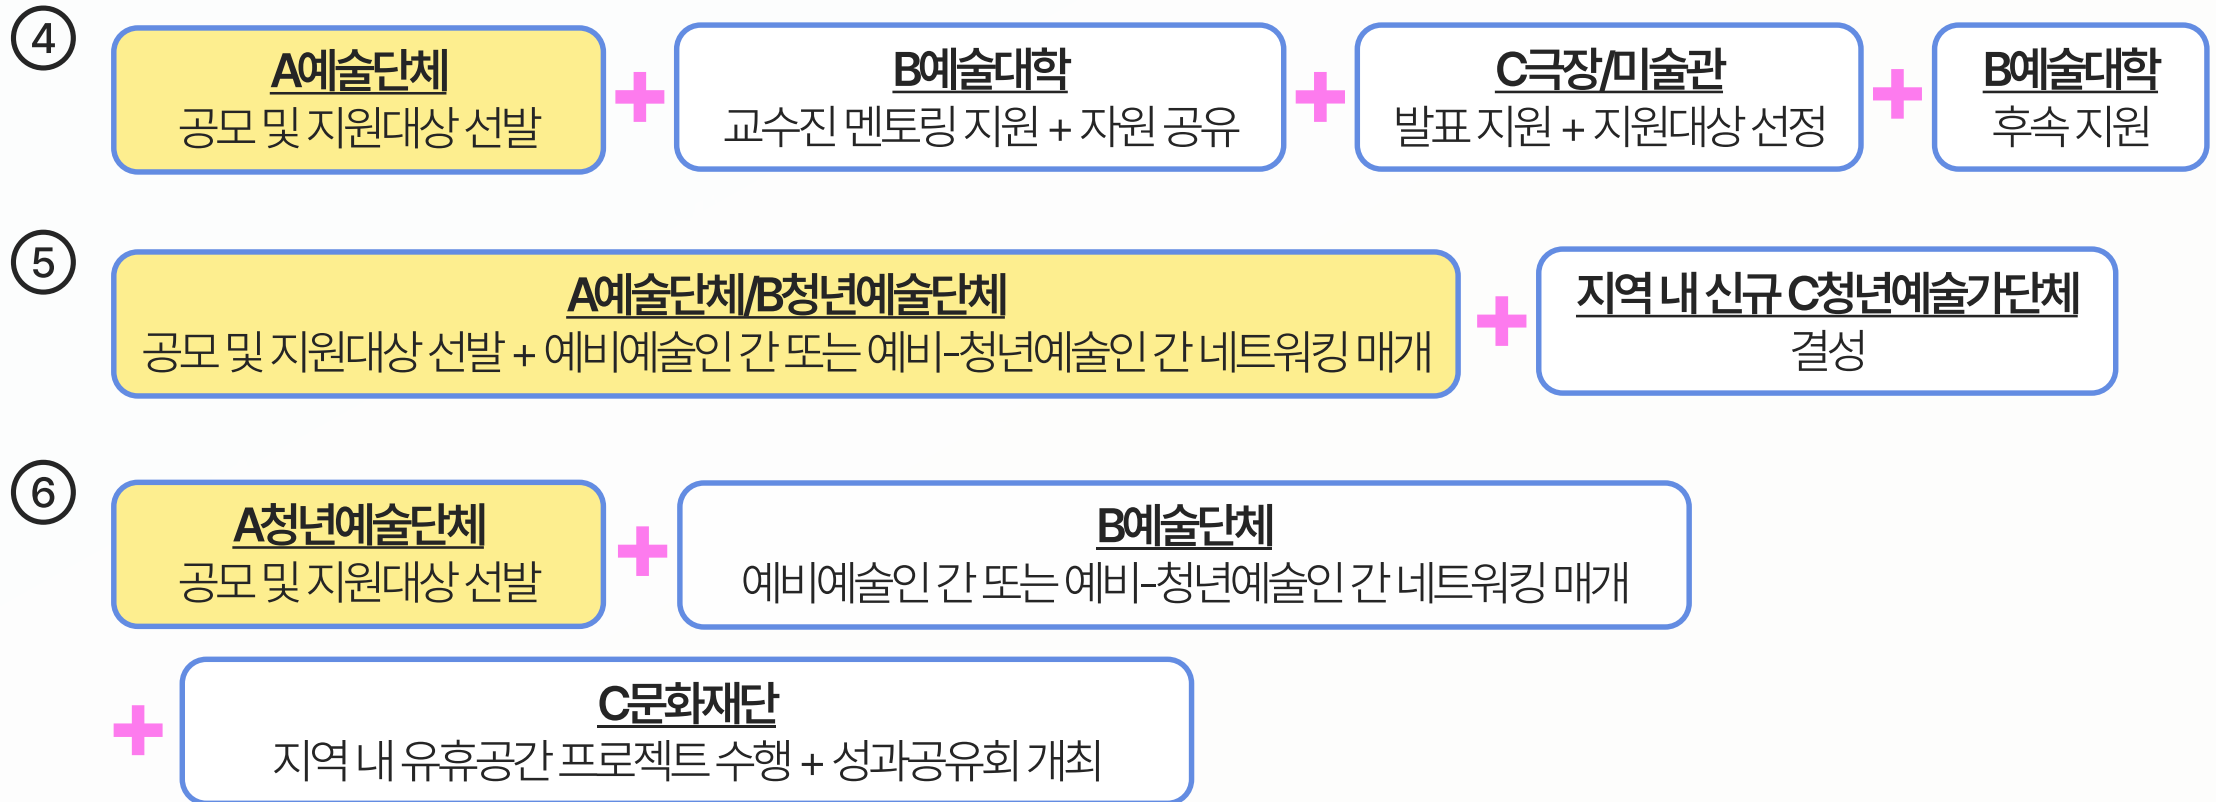 ④
A예술단체
공모 및 지원대상 선발
B예술대학
교수진 멘토링 지원 + 자원 공유
C극장/미술관
발표 지원 + 지원대상 선정
B예술대학
후속 지원
⑤
A예술단체/B청년예술단체
공모 및 지원대상 선발 + 예비예술인 간 또는 예비-청년예술인 간 네트워킹 매개
지역 내 신규 C청년예술가단체
결성
⑥
A청년예술단체
공모 및 지원대상 선발
B예술단체
예비예술인 간 또는 예비-청년예술인 간 네트워킹 매개
C문화재단
지역 내 유휴공간 프로젝트 수행 + 성과공유회 개최